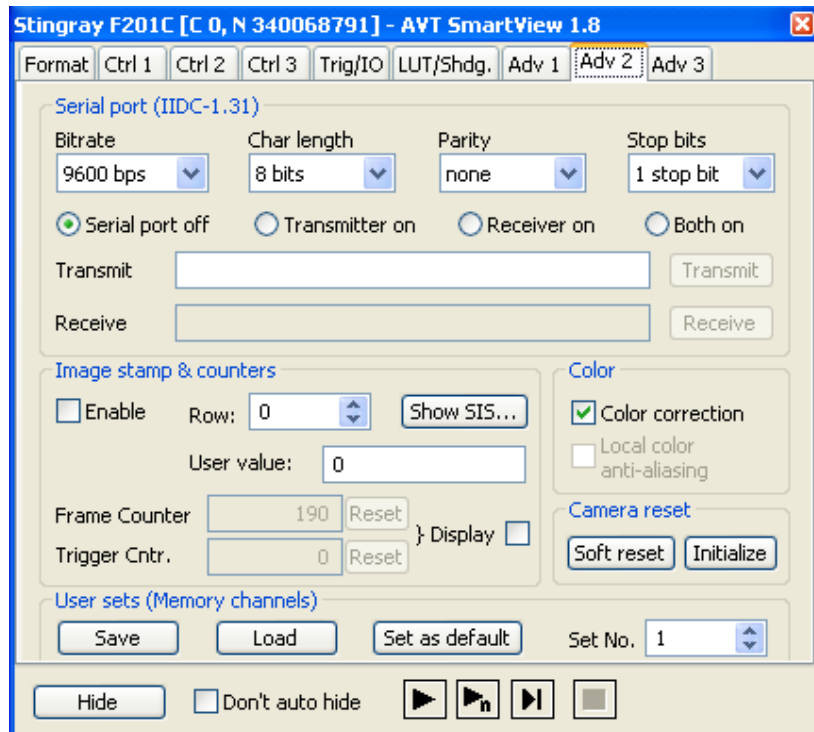 Stingray F201C [C 0, N 340068791] - AVT SmartView 1.8
Format Ctrl 1 Ctrl 2 Ctrl 3 Trig/IO LUT/Shdg. Adv 1 Adv 2 Adv 3
Serial port (IIDC-1.31)
Bitrate Char length Parity Stop bits
9600 bps 8 bits none 1 stop bit
Serial port off Transmitter on Receiver on Both on
Transmit Transmit
Receive Receive
Image stamp & counters
Enable Row: 0 Show SIS...
User value: 0
Frame Counter 190 Reset
} Display
Trigger Cntr. 0 Reset
Color
Color correction
Local color
anti-aliasing
Camera reset
Soft reset Initialize
User sets (Memory channels)
Save Load Set as default Set No. 1
Hide Don't auto hide n